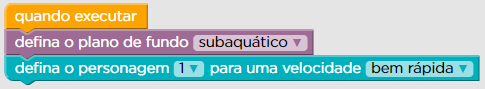 quando executar
defina o plano de fundo subaquático
defina o personagem 1 para uma velocidade bem rápida